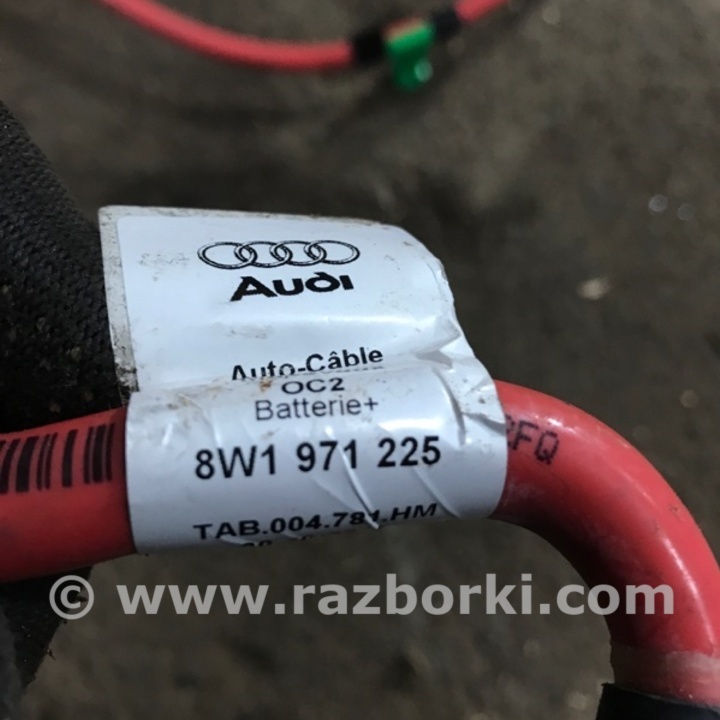 Audi
Auto-Câble
OC2
Batterie+
8W1 971 225
TAB.004.781.HM
© www.razborki.com